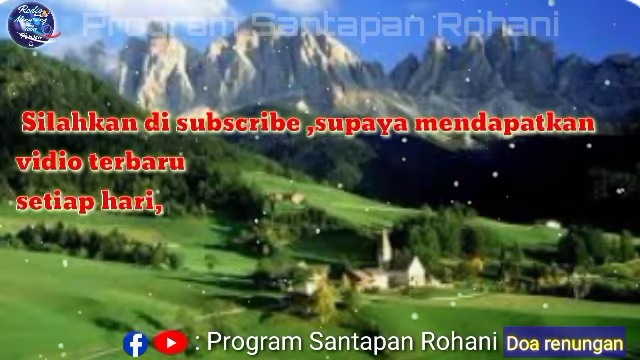 Program Santapan Rohani
Silahkan di subscribe ,supaya mendapatkan
vidio terbaru
setiap hari,
: Program Santapan Rohani
Doa renungan